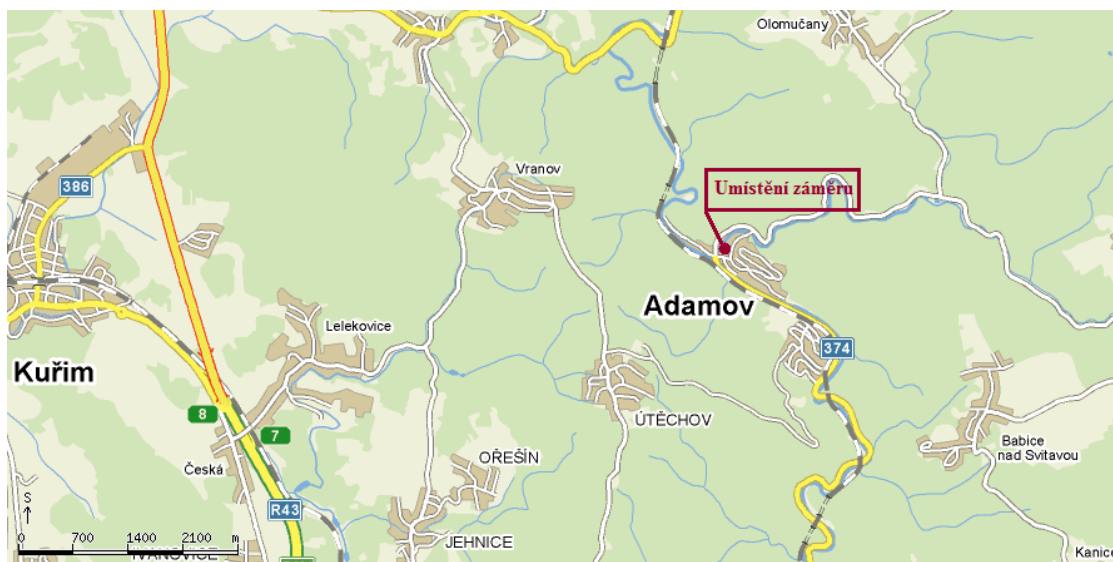 Olomučany
Vranov
Umístění záměru
386
Adamov
Lelekovice
374
Kuřim
8
7
ÚTĚCHOV
Babice
nad Svitavou
OŘEŠÍN
Česká
S
R43
0 700 1400 2100 m
IVANOVICE
JEHNICE
Kanice